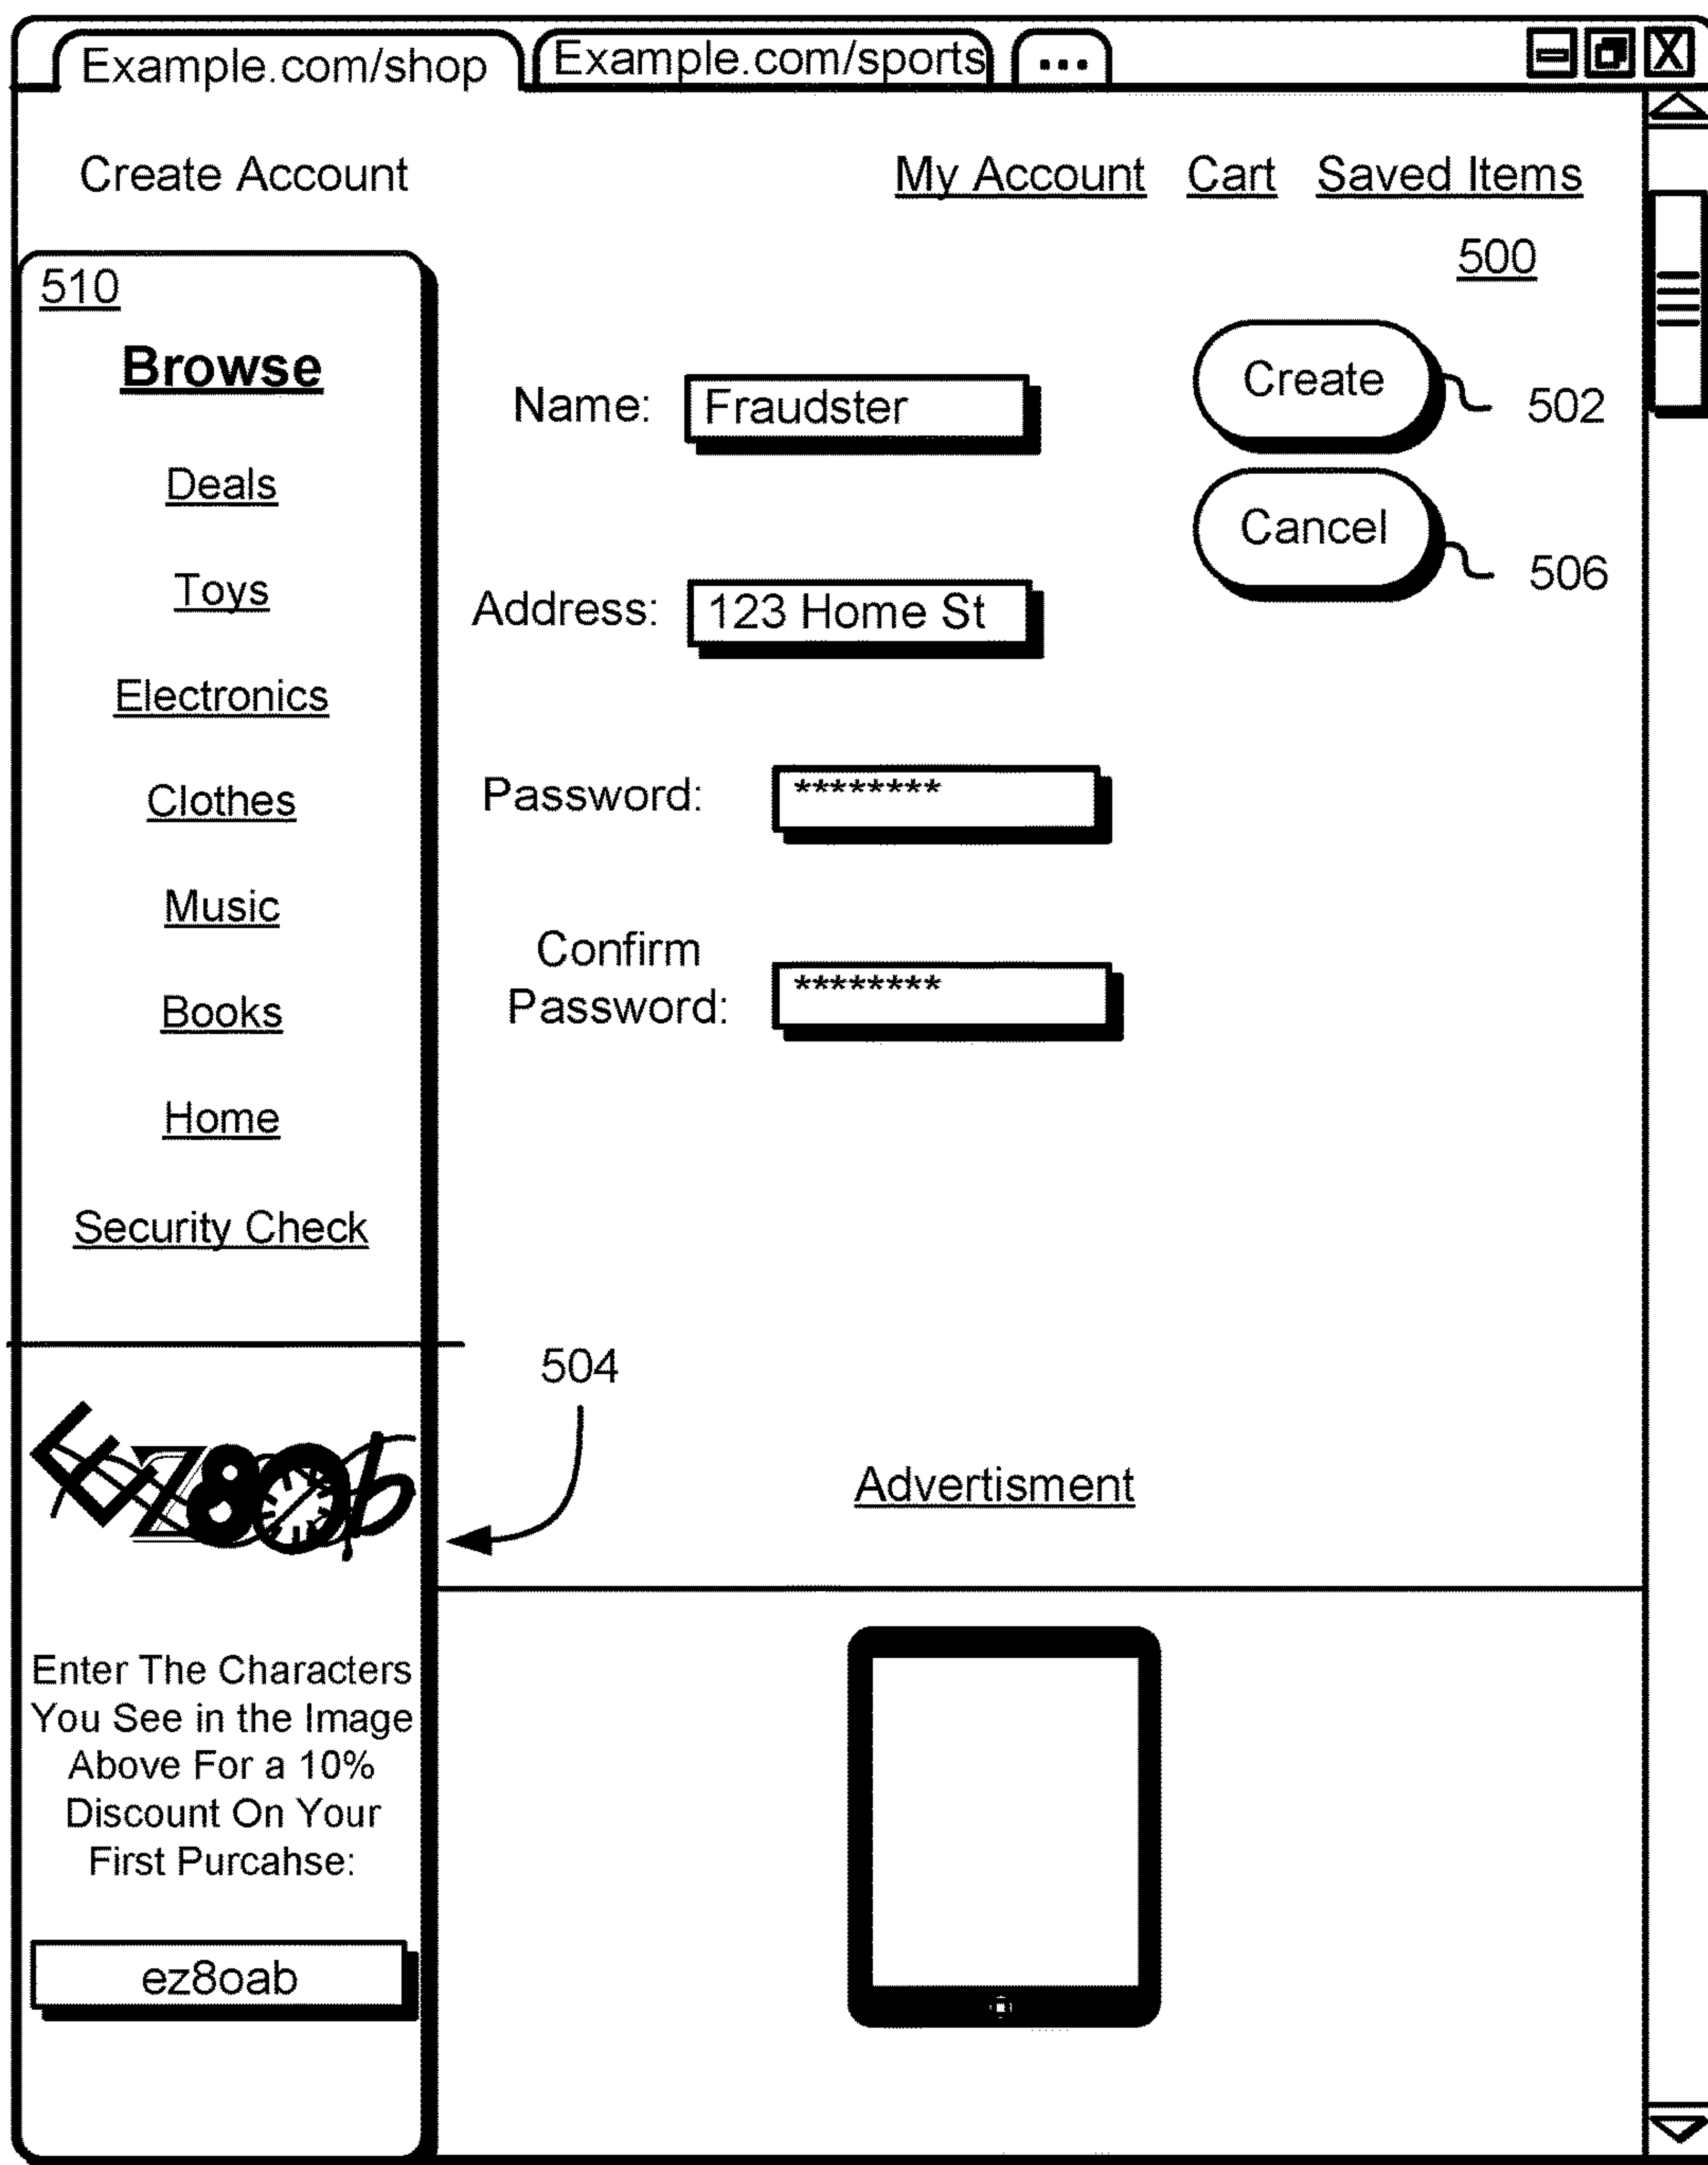 Example.com/shop
Example.com/sports
...
Create Account
My Account
Cart
Saved Items
500
510
Browse
Deals
Toys
Electronics
Clothes
Music
Books
Home
Security Check
Name:
Fraudster
Create
502
Cancel
506
Address:
123 Home St
Password:
********
Confirm
Password:
********
504
Ez80b
Enter The Characters
You See in the Image
Above For a 10%
Discount On Your
First Purcahse:
ez8oab
Advertisment